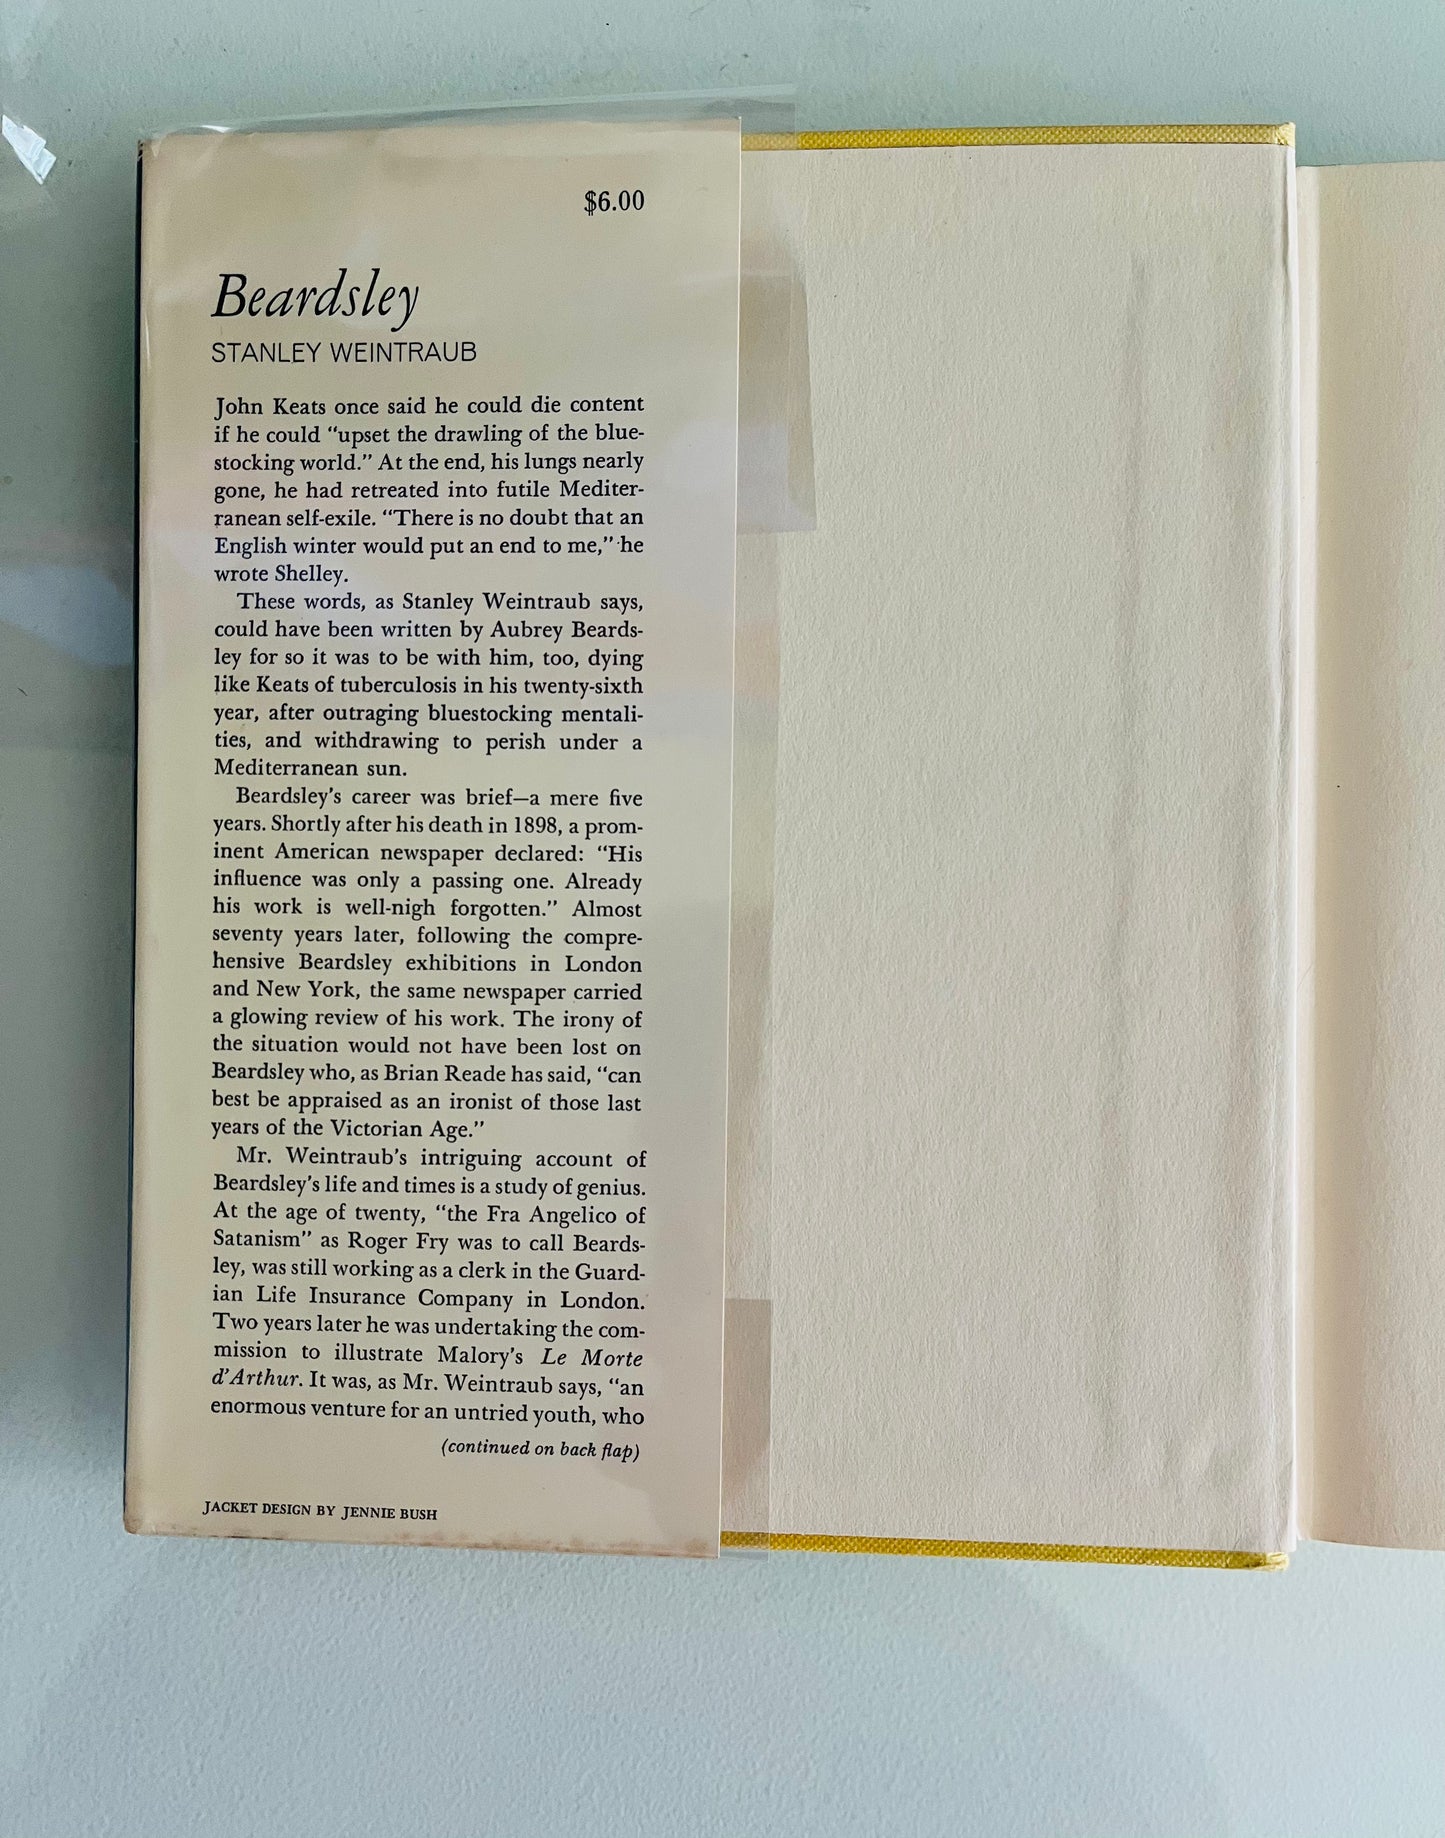 $6.00
Beardsley
STANLEY WEINTRAUB
John Keats once said he could die content
if he could “upset the drawling of the blue-
stocking world.” At the end, his lungs nearly
gone, he had retreated into futile Mediter-
ranean self-exile. “There is no doubt that an
English winter would put an end to me,” he
wrote Shelley.
These words, as Stanley Weintraub says,
could have been written by Aubrey Beards-
ley for so it was to be with him, too, dying
like Keats of tuberculosis in his twenty-sixth
year, after outraging bluestocking mentali-
ties, and withdrawing to perish under a
Mediterranean sun.
Beardsley’s career was brief—a mere five
years. Shortly after his death in 1898, a prom-
inent American newspaper declared: “His
influence was only a passing one. Already
his work is well-nigh forgotten.” Almost
seventy years later, following the compre-
hensive Beardsley exhibitions in London
and New York, the same newspaper carried
a glowing review of his work. The irony of
the situation would not have been lost on
Beardsley who, as Brian Reade has said, “can
best be appraised as an ironist of those last
years of the Victorian Age.”
Mr. Weintraub’s intriguing account of
Beardsley’s life and times is a study of genius.
At the age of twenty, “the Fra Angelico of
Satanism” as Roger Fry was to call Beards-
ley, was still working as a clerk in the Guard-
ian Life Insurance Company in London.
Two years later he was undertaking the com-
mission to illustrate Malory’s Le Morte
d’Arthur. It was, as Mr. Weintraub says, “an
enormous venture for an untried youth, who
(continued on back flap)
JACKET DESIGN BY JENNIE BUSH